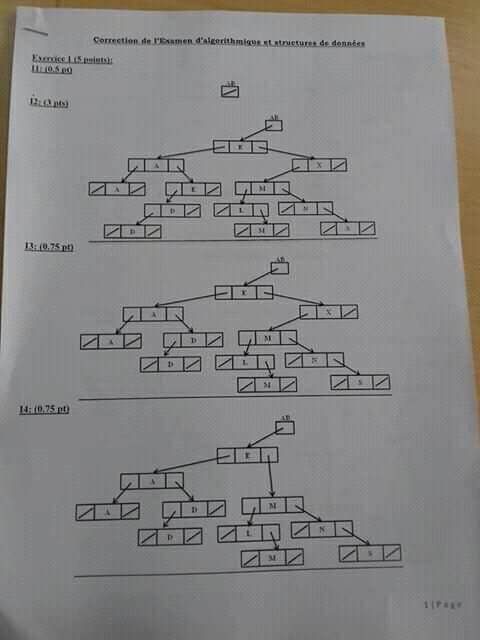 Correction de l'Examen d'algorithmique et structures de données
Exercice 1 (5 points):
I1: (0.5 pt)
AB
I2: (3 pts)
AB
E
A X
A E M
D L N
D M S
I3: (0.75 pt)
AB
E
A X
A D M
D L N
M S
I4: (0.75 pt)
AB
E
A
A D M
D L N
M S
1 | P a g e